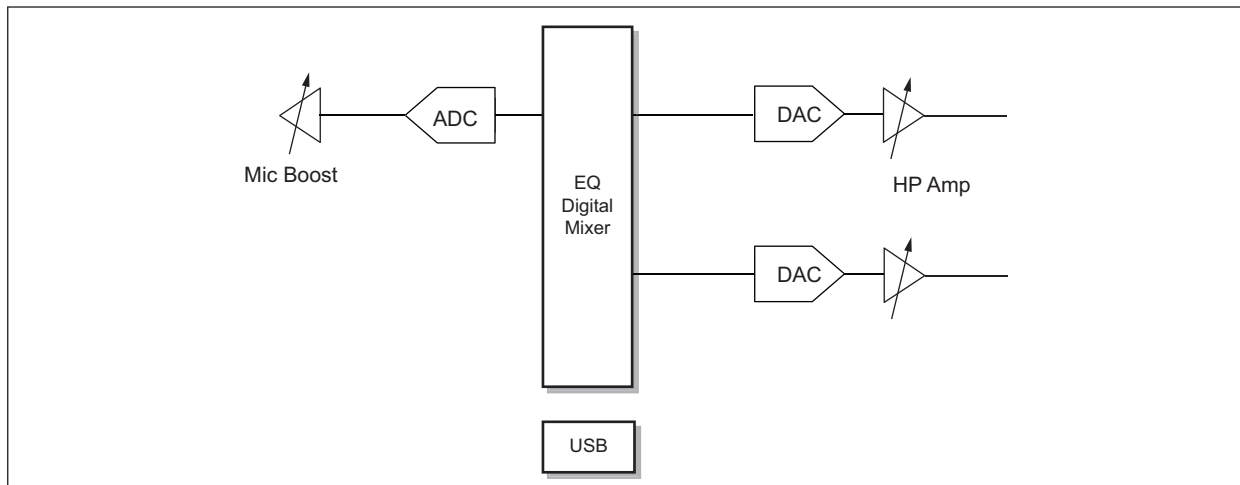 ADC
Mic Boost
EQ
Digital
Mixer
DAC
HP Amp
DAC
USB